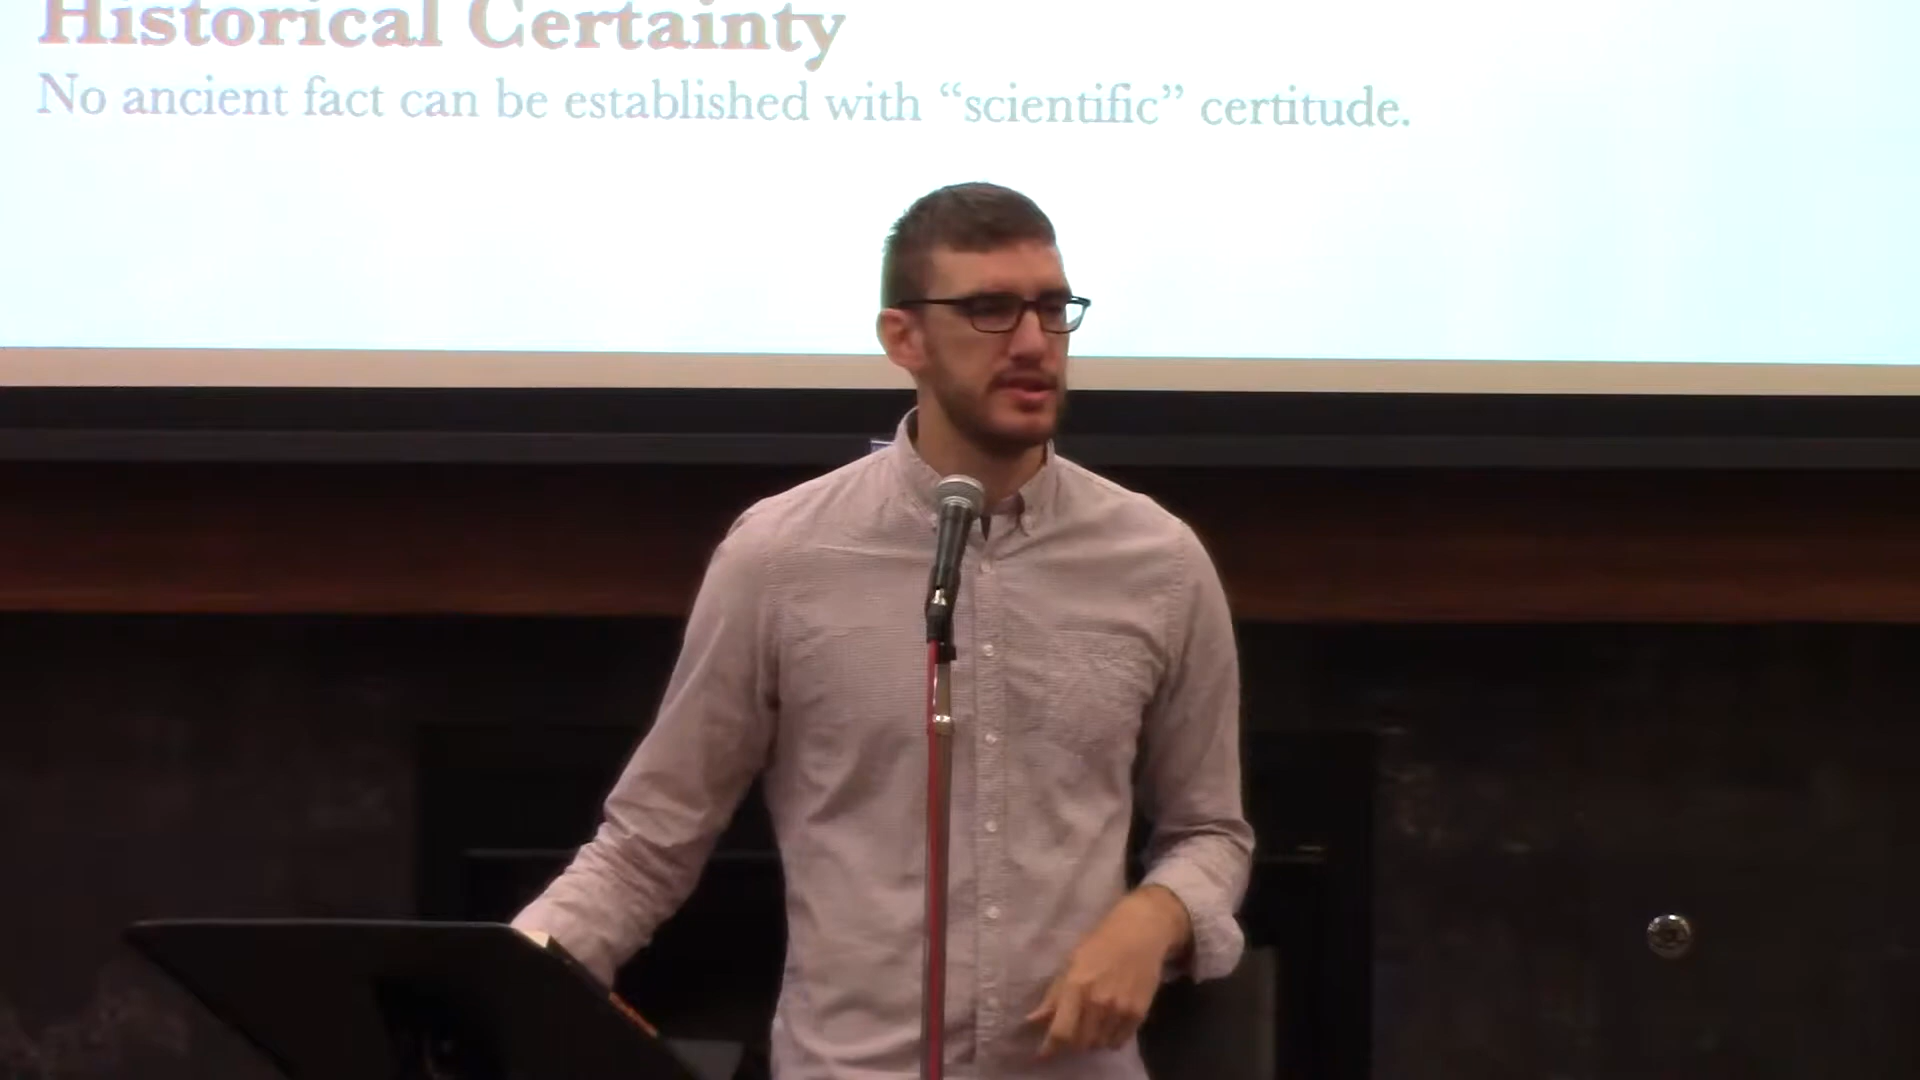 Historical Certainty
No ancient fact can be established with “scientific” certitude.